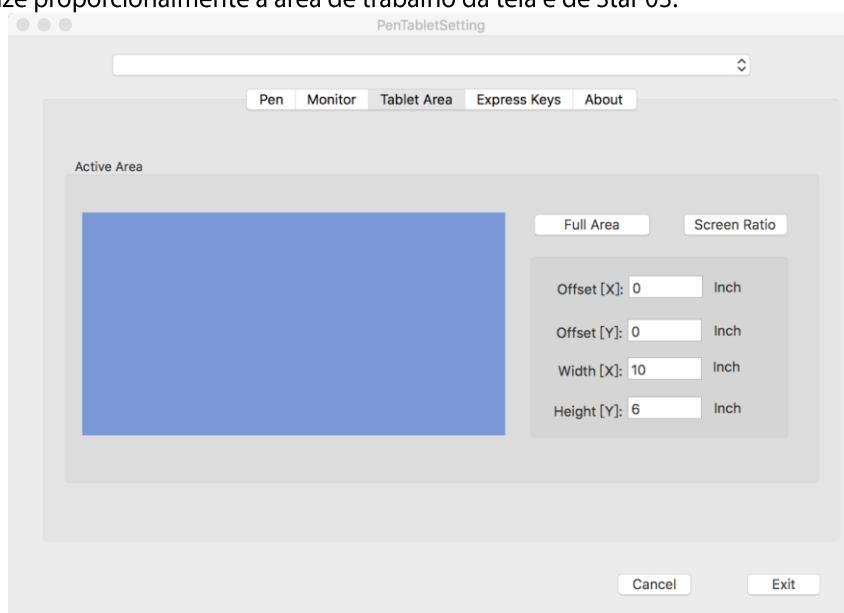 ze proporcionalmente a área de trabalho da tela e de Star 03.
PenTabletSetting
Pen Monitor Tablet Area Express Keys About
Active Area
Full Area Screen Ratio
Offset [X]: 0 Inch
Offset [Y]: 0 Inch
Width [X]: 10 Inch
Height [Y]: 6 Inch
Cancel Exit